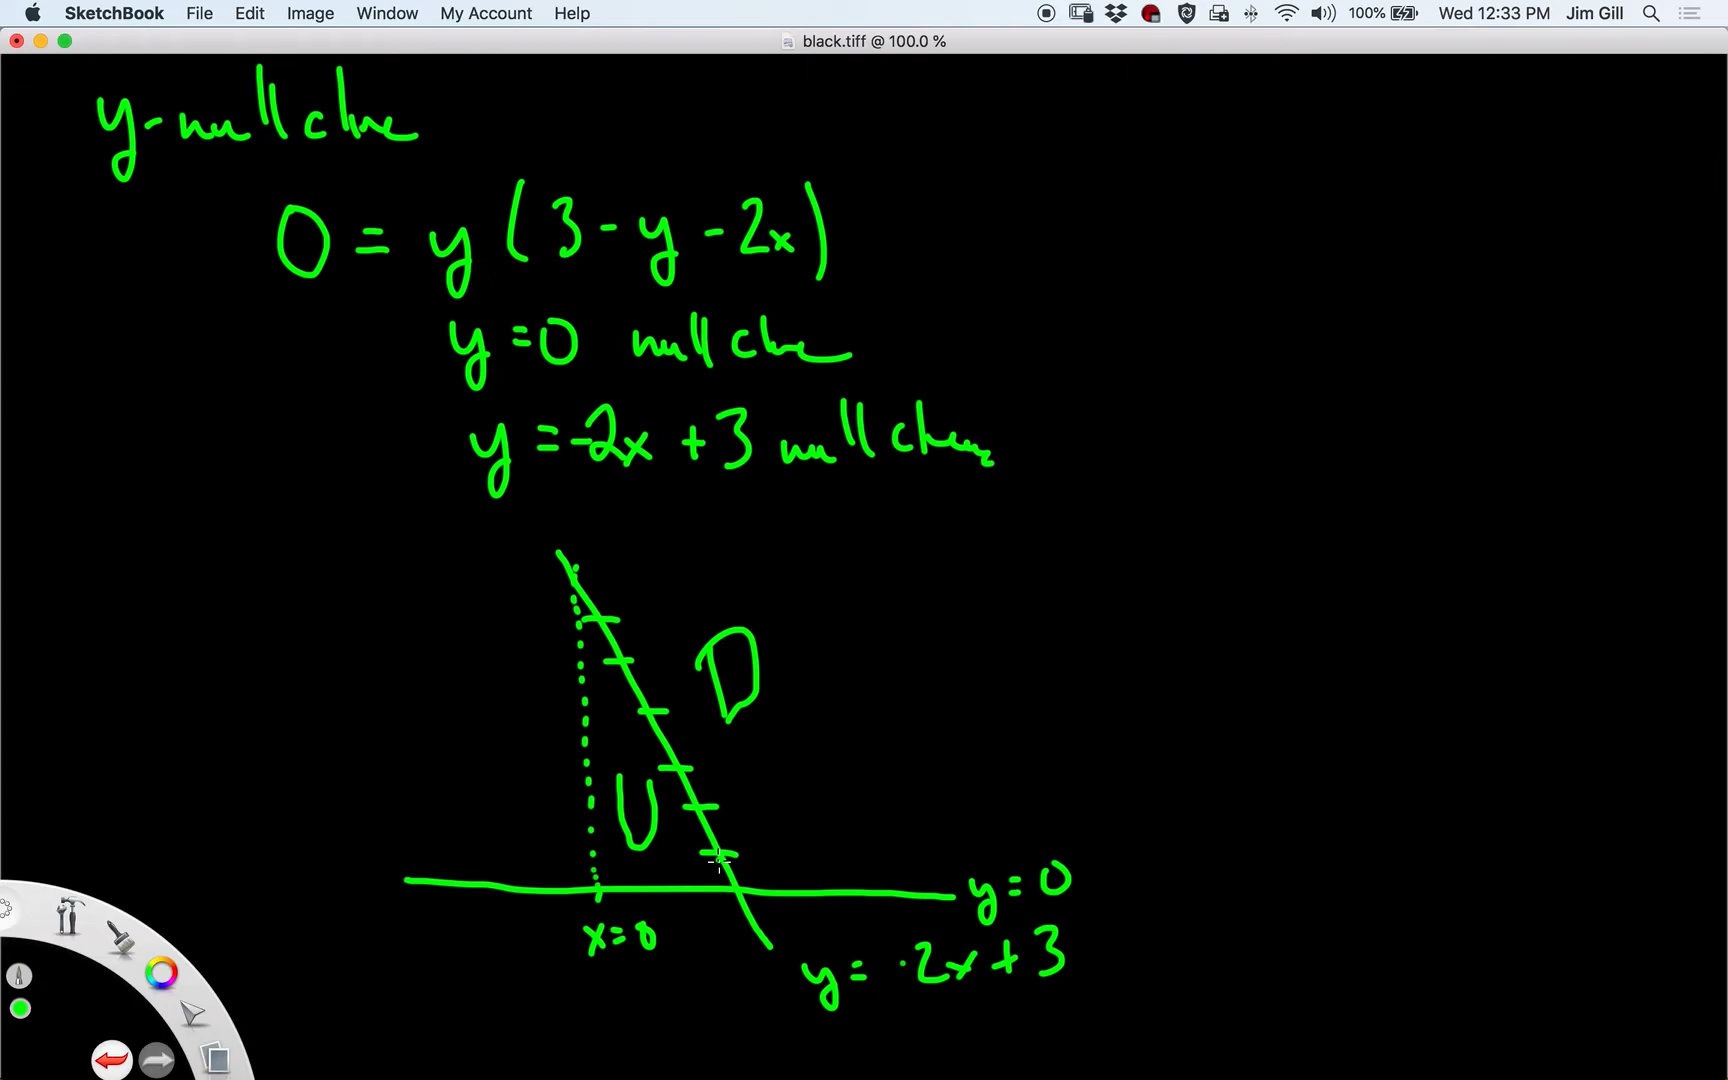 SketchBook File Edit Image Window My Account Help 100% Wed 12:33 PM Jim Gill
black.tiff @ 100.0 %
y-nullcline
0 = y (3 - y - 2x)
y = 0 nullcline
y = -2x + 3 nullcline
D
U
y = 0
x = 0
y = -2x + 3